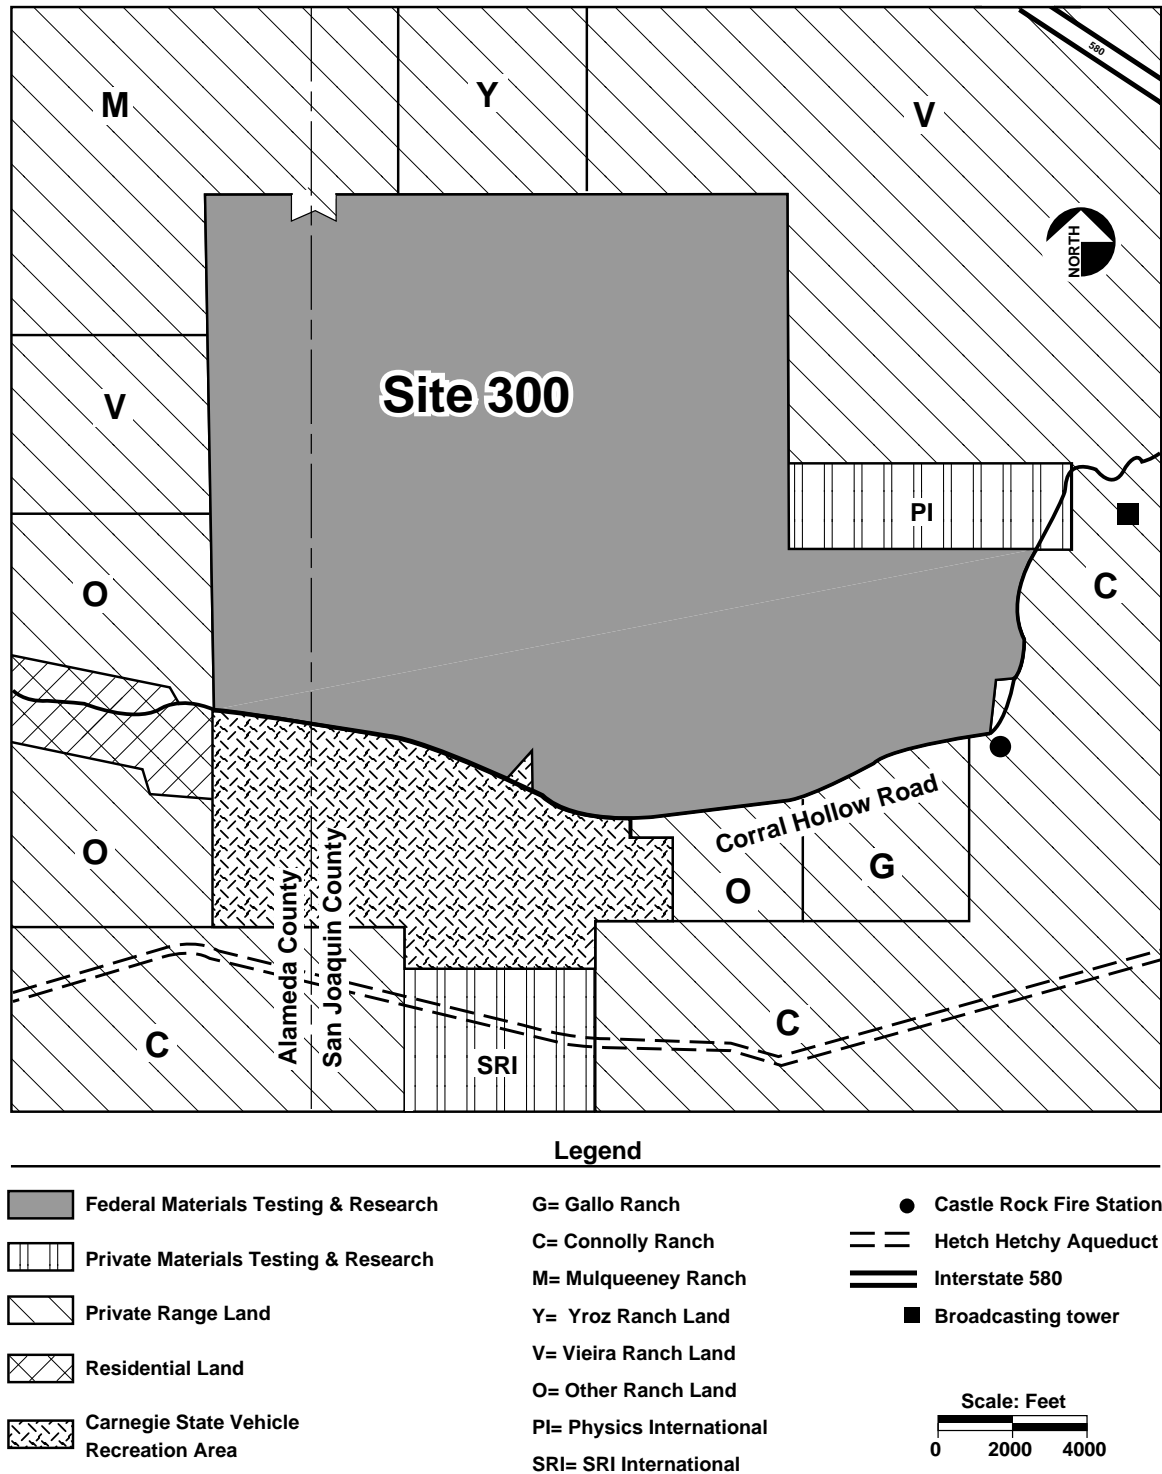 580
M
Y
V
NORTH
Site 300
V
PI
C
O
Corral Hollow Road
O
G
O
Alameda County
San Joaquin County
C
C
SRI
Legend
Federal Materials Testing & Research
Private Materials Testing & Research
Private Range Land
Residential Land
Carnegie State Vehicle
Recreation Area
G= Gallo Ranch
C= Connolly Ranch
M= Mulqueeney Ranch
Y= Yroz Ranch Land
V= Vieira Ranch Land
O= Other Ranch Land
PI= Physics International
SRI= SRI International
Castle Rock Fire Station
Hetch Hetchy Aqueduct
Interstate 580
Broadcasting tower
Scale: Feet
0 2000 4000